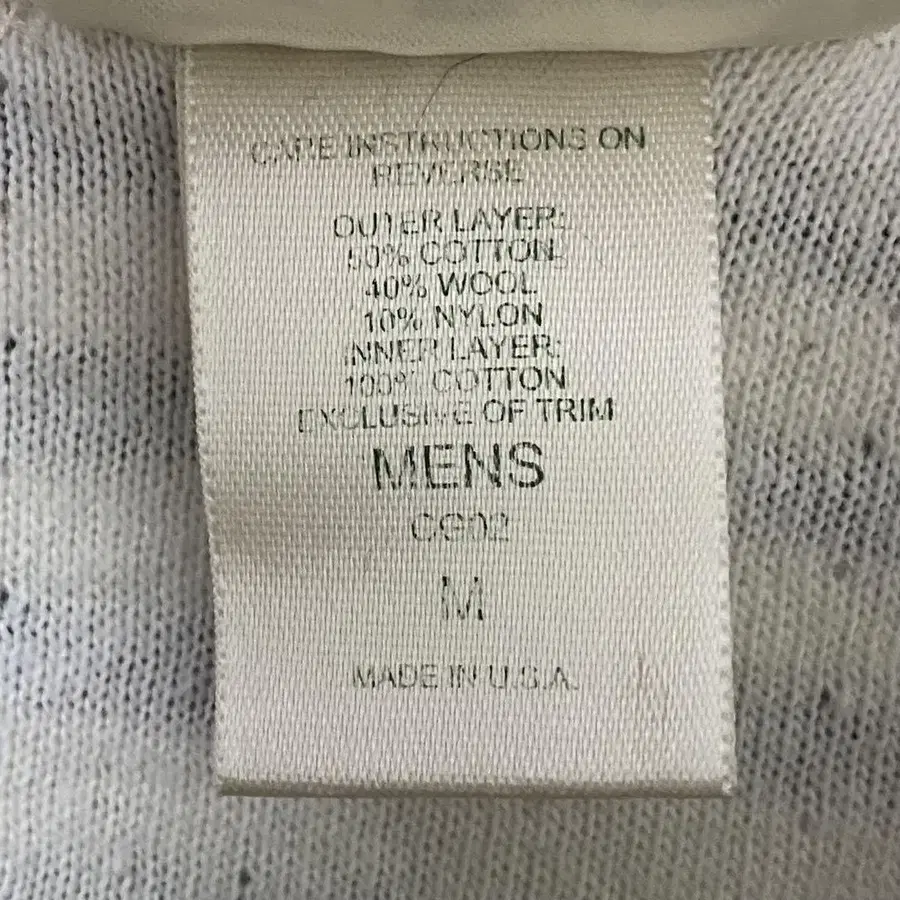 CARE INSTRUCTIONS ON
REVERSE
OUTER LAYER:
50% COTTON
40% WOOL
10% NYLON
INNER LAYER:
100% COTTON
EXCLUSIVE OF TRIM
MENS
CG02
M
MADE IN U.S.A.